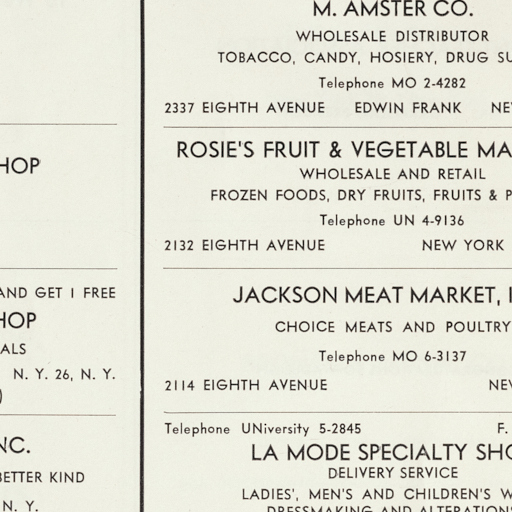 HOP
AND GET 1 FREE
HOP
ALS
N. Y. 26, N. Y.
)
NC.
BETTER KIND
N. Y.
M. AMSTER CO.
WHOLESALE DISTRIBUTOR
TOBACCO, CANDY, HOSIERY, DRUG SU
Telephone MO 2-4282
2337 EIGHTH AVENUE EDWIN FRANK NE
ROSIE'S FRUIT & VEGETABLE MA
WHOLESALE AND RETAIL
FROZEN FOODS, DRY FRUITS, FRUITS & P
Telephone UN 4-9136
2132 EIGHTH AVENUE NEW YORK
JACKSON MEAT MARKET, I
CHOICE MEATS AND POULTRY
Telephone MO 6-3137
2114 EIGHTH AVENUE NE
Telephone UNiversity 5-2845 F.
LA MODE SPECIALTY SHO
DELIVERY SERVICE
LADIES', MEN'S AND CHILDREN'S W
DRESSMAKING AND ALTERATIONS